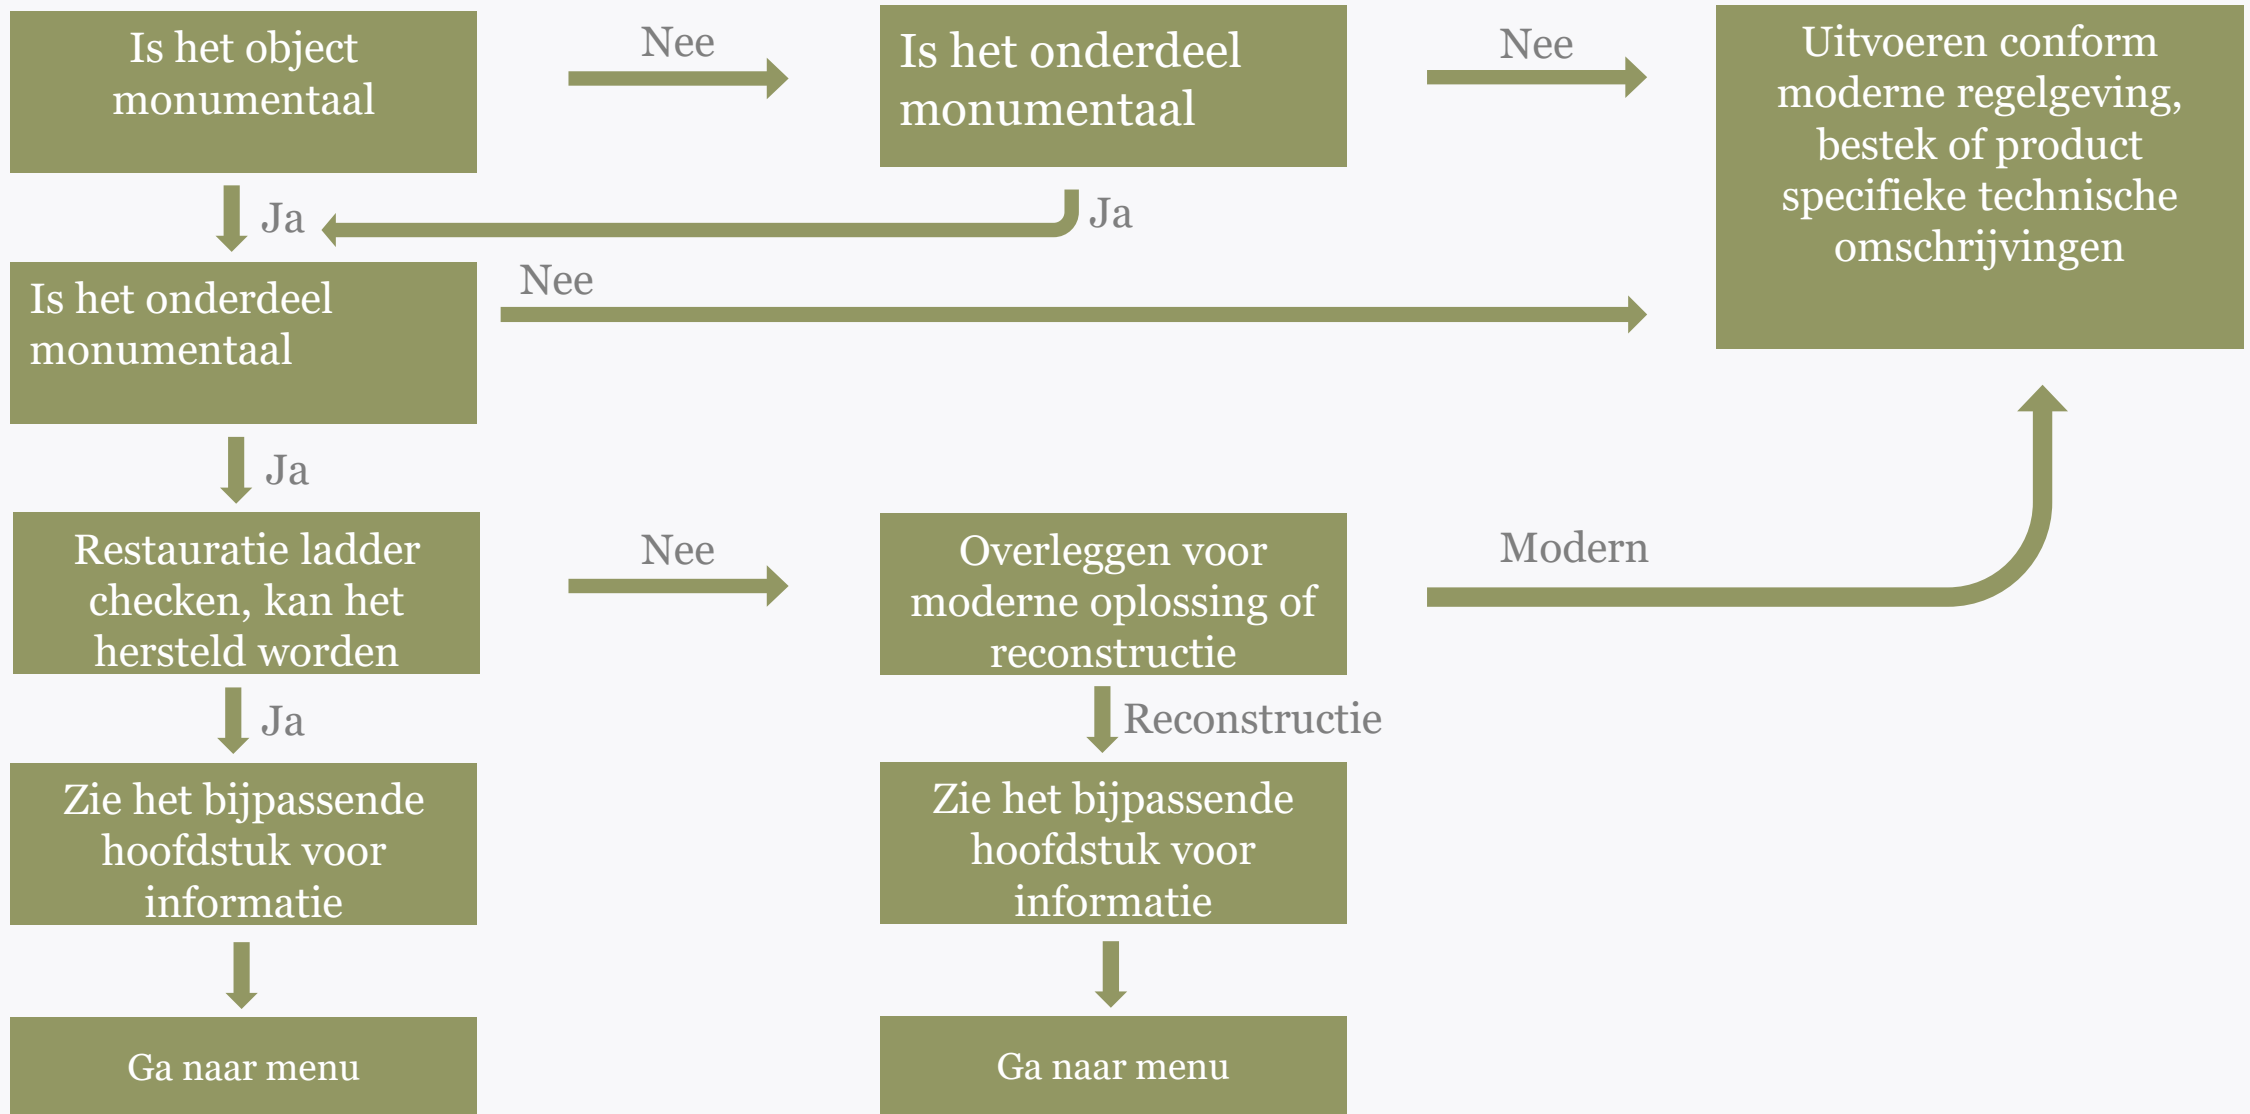 Is het object
monumentaal
Nee
Is het onderdeel
monumentaal
Nee
Uitvoeren conform
moderne regelgeving,
bestek of product
specifieke technische
omschrijvingen
Ja
Ja
Is het onderdeel
monumentaal
Nee
Ja
Restauratie ladder
checken, kan het
hersteld worden
Nee
Overleggen voor
moderne oplossing of
reconstructie
Modern
Ja
Reconstructie
Zie het bijpassende
hoofdstuk voor
informatie
Zie het bijpassende
hoofdstuk voor
informatie
Ga naar menu
Ga naar menu